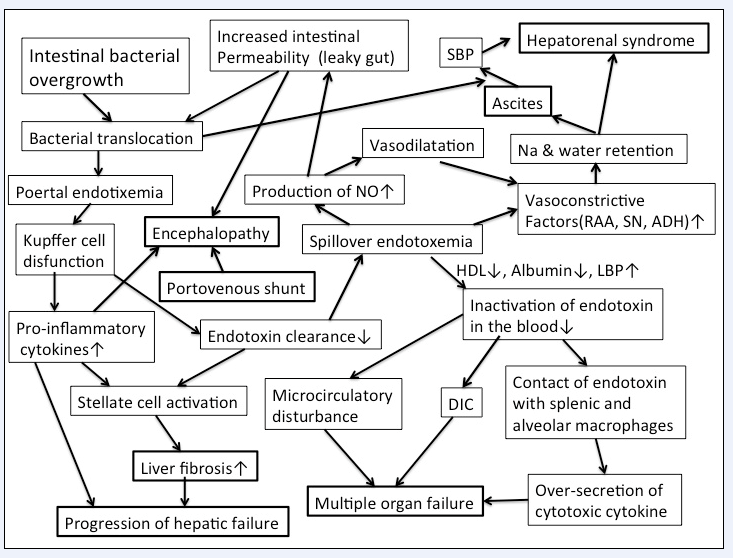 Intestinal bacterial
overgrowth
Increased intestinal
Permeability (leaky gut)
SBP
Hepatorenal syndrome
Ascites
Bacterial translocation
Vasodilatation
Na & water retention
Poertal endotixemia
Production of NO↑
Vasoconstrictive
Factors(RAA, SN, ADH)↑
Kupffer cell
disfunction
Encephalopathy
Spillover endotoxemia
Portovenous shunt
HDL↓, Albumin↓, LBP↑
Inactivation of endotoxin
in the blood↓
Pro-inflammatory
cytokines↑
Endotoxin clearance↓
Stellate cell activation
Microcirculatory
disturbance
DIC
Contact of endotoxin
with splenic and
alveolar macrophages
Liver fibrosis↑
Progression of hepatic failure
Multiple organ failure
Over-secretion of
cytotoxic cytokine